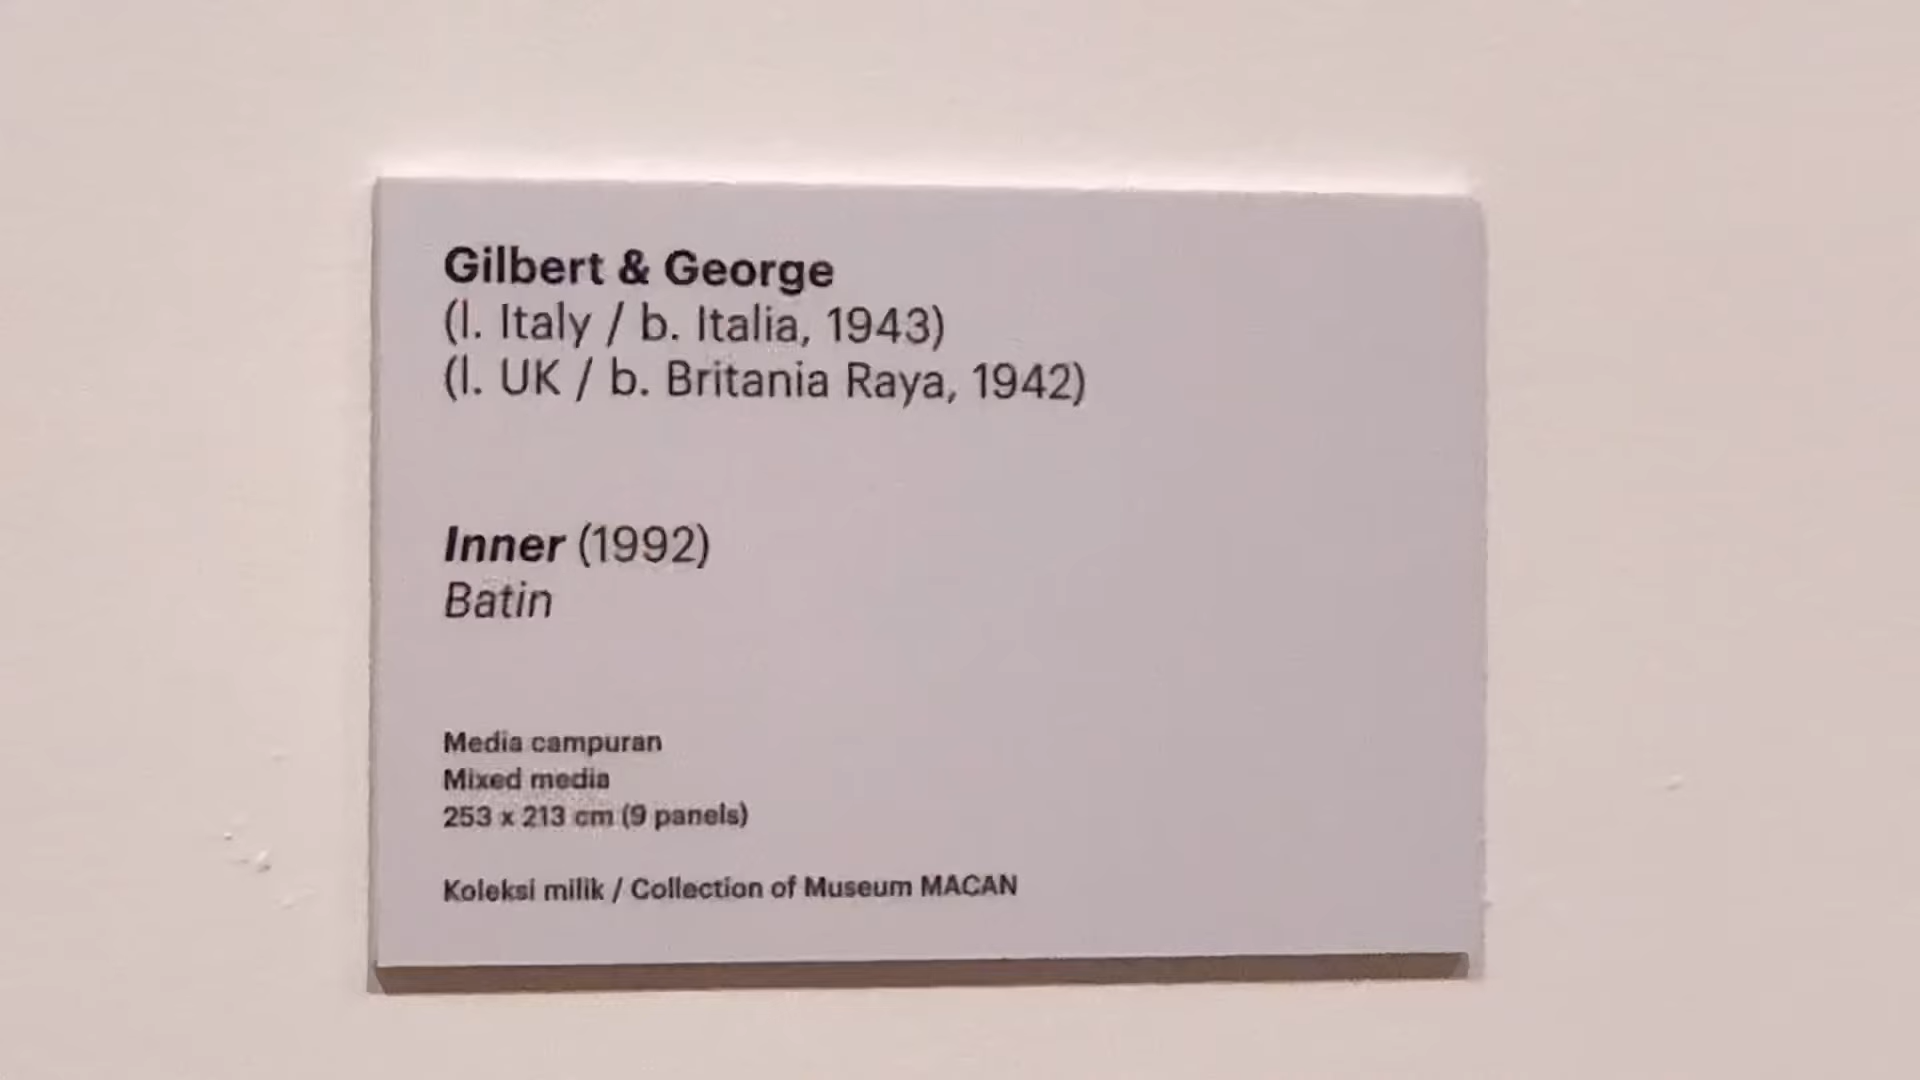 Gilbert & George
(l. Italy / b. Italia, 1943)
(l. UK / b. Britania Raya, 1942)
Inner (1992)
Batin
Media campuran
Mixed media
253 x 213 cm (9 panels)
Koleksi milik / Collection of Museum MACAN